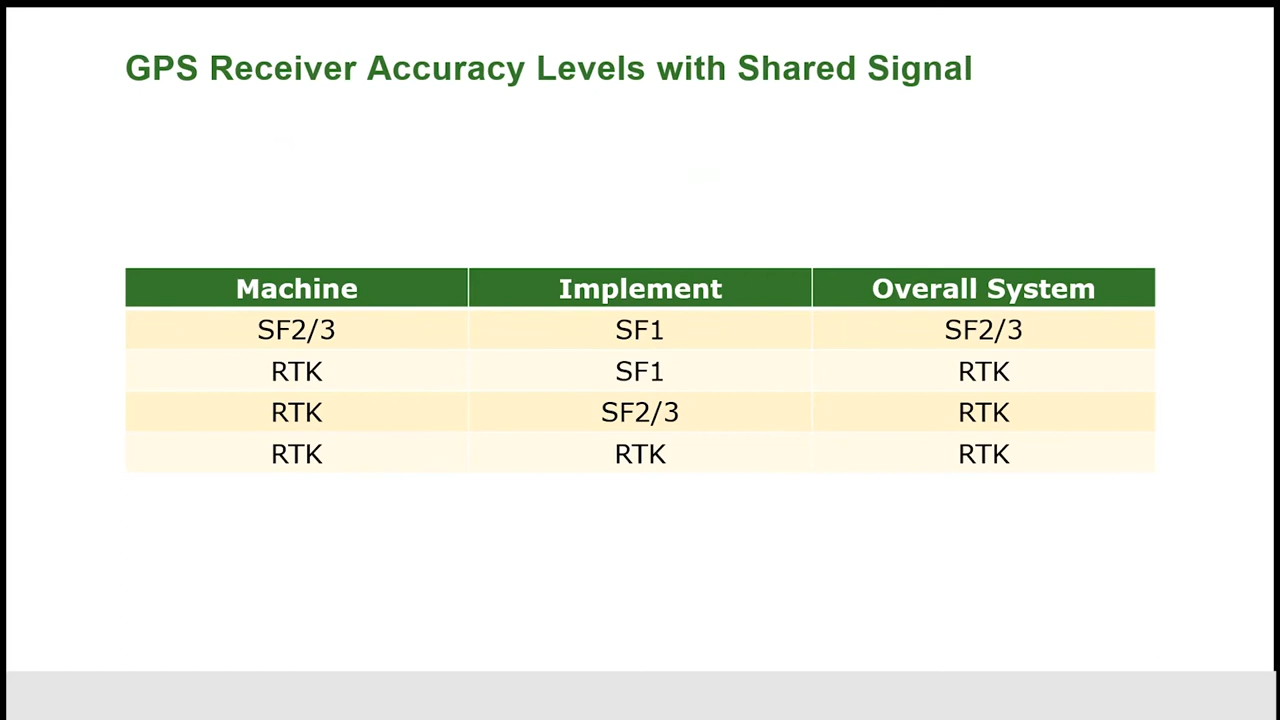 GPS Receiver Accuracy Levels with Shared Signal
Machine Implement Overall System
SF2/3 SF1 SF2/3
RTK SF1 RTK
RTK SF2/3 RTK
RTK RTK RTK